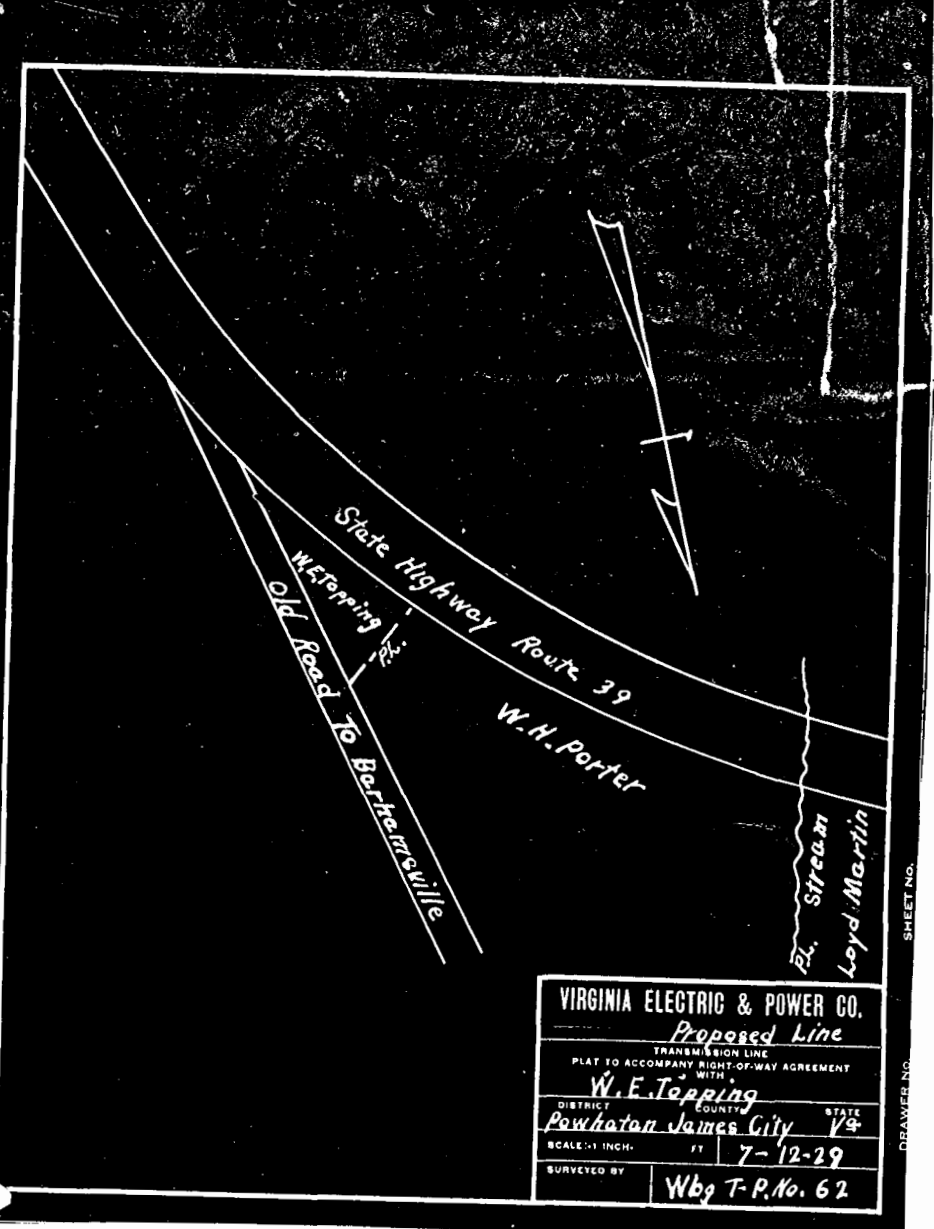 State Highway Route 39
W.E.Topping
P.L.
Old Road To Barhamsville
W.H. Porter
P.L. Stream
Loyd Martin
SHEET NO.
DRAWER NO.
VIRGINIA ELECTRIC & POWER CO.
Proposed Line
TRANSMISSION LINE
PLAT TO ACCOMPANY RIGHT-OF-WAY AGREEMENT
WITH
W.E.Topping
DISTRICT COUNTY STATE
Powhatan James City Va
SCALE:-1 INCH= FT 7-12-29
SURVEYED BY Wbg T-P.No. 62